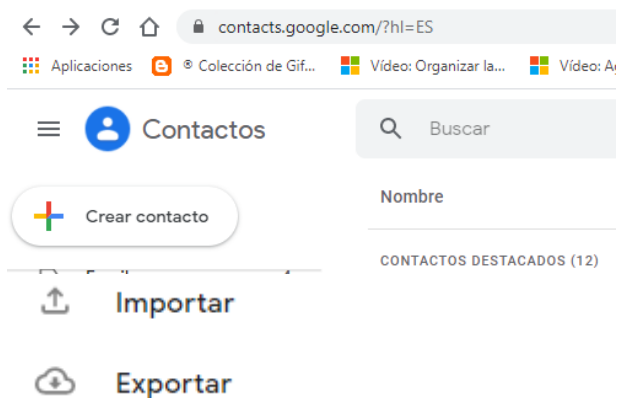 contacts.google.com/?hl=ES
Aplicaciones ® Colección de Gif... Vídeo: Organizar la... Vídeo: A
Contactos Buscar
Crear contacto Nombre
CONTACTOS DESTACADOS (12)
Importar
Exportar